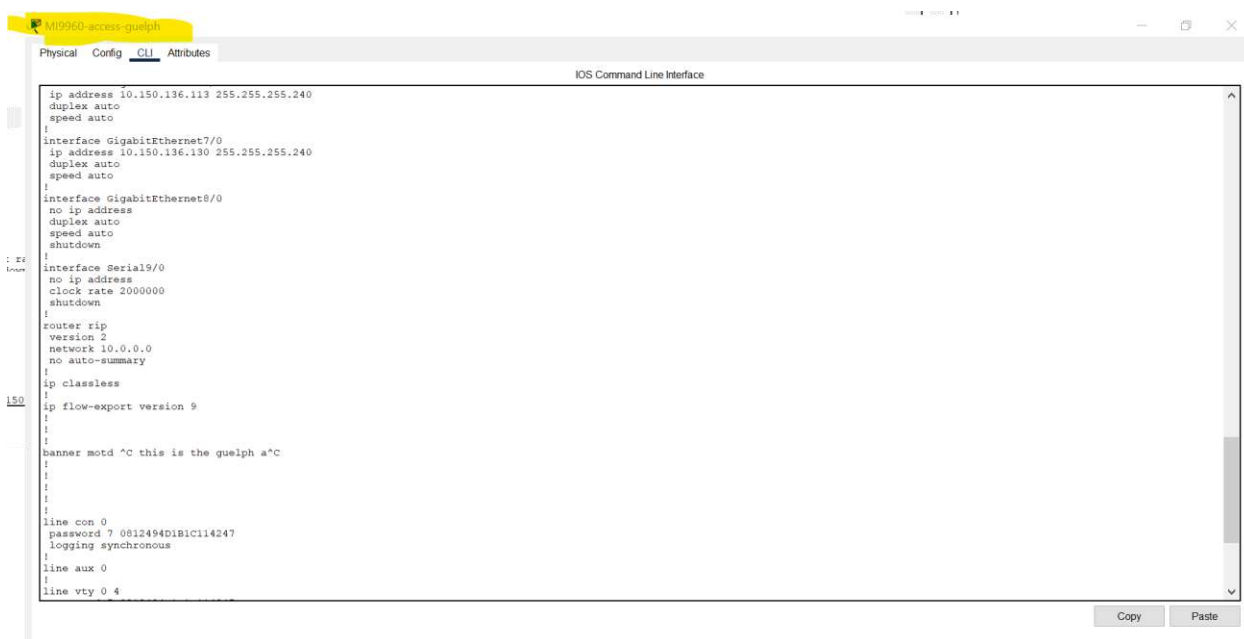 MI9960-access-guelph
Physical Config CLI Attributes
IOS Command Line Interface
ip address 10.150.136.113 255.255.255.240
duplex auto
speed auto
!
interface GigabitEthernet7/0
ip address 10.150.136.130 255.255.255.240
duplex auto
speed auto
!
interface GigabitEthernet8/0
no ip address
duplex auto
speed auto
shutdown
!
interface Serial9/0
no ip address
clock rate 2000000
shutdown
!
router rip
version 2
network 10.0.0.0
no auto-summary
!
ip classless
!
150
ip flow-export version 9
!
!
!
banner motd ^C this is the guelph a^C
!
!
!
!
!
line con 0
password 7 0812494D1B1C114247
logging synchronous
!
line aux 0
!
line vty 0 4
Copy Paste